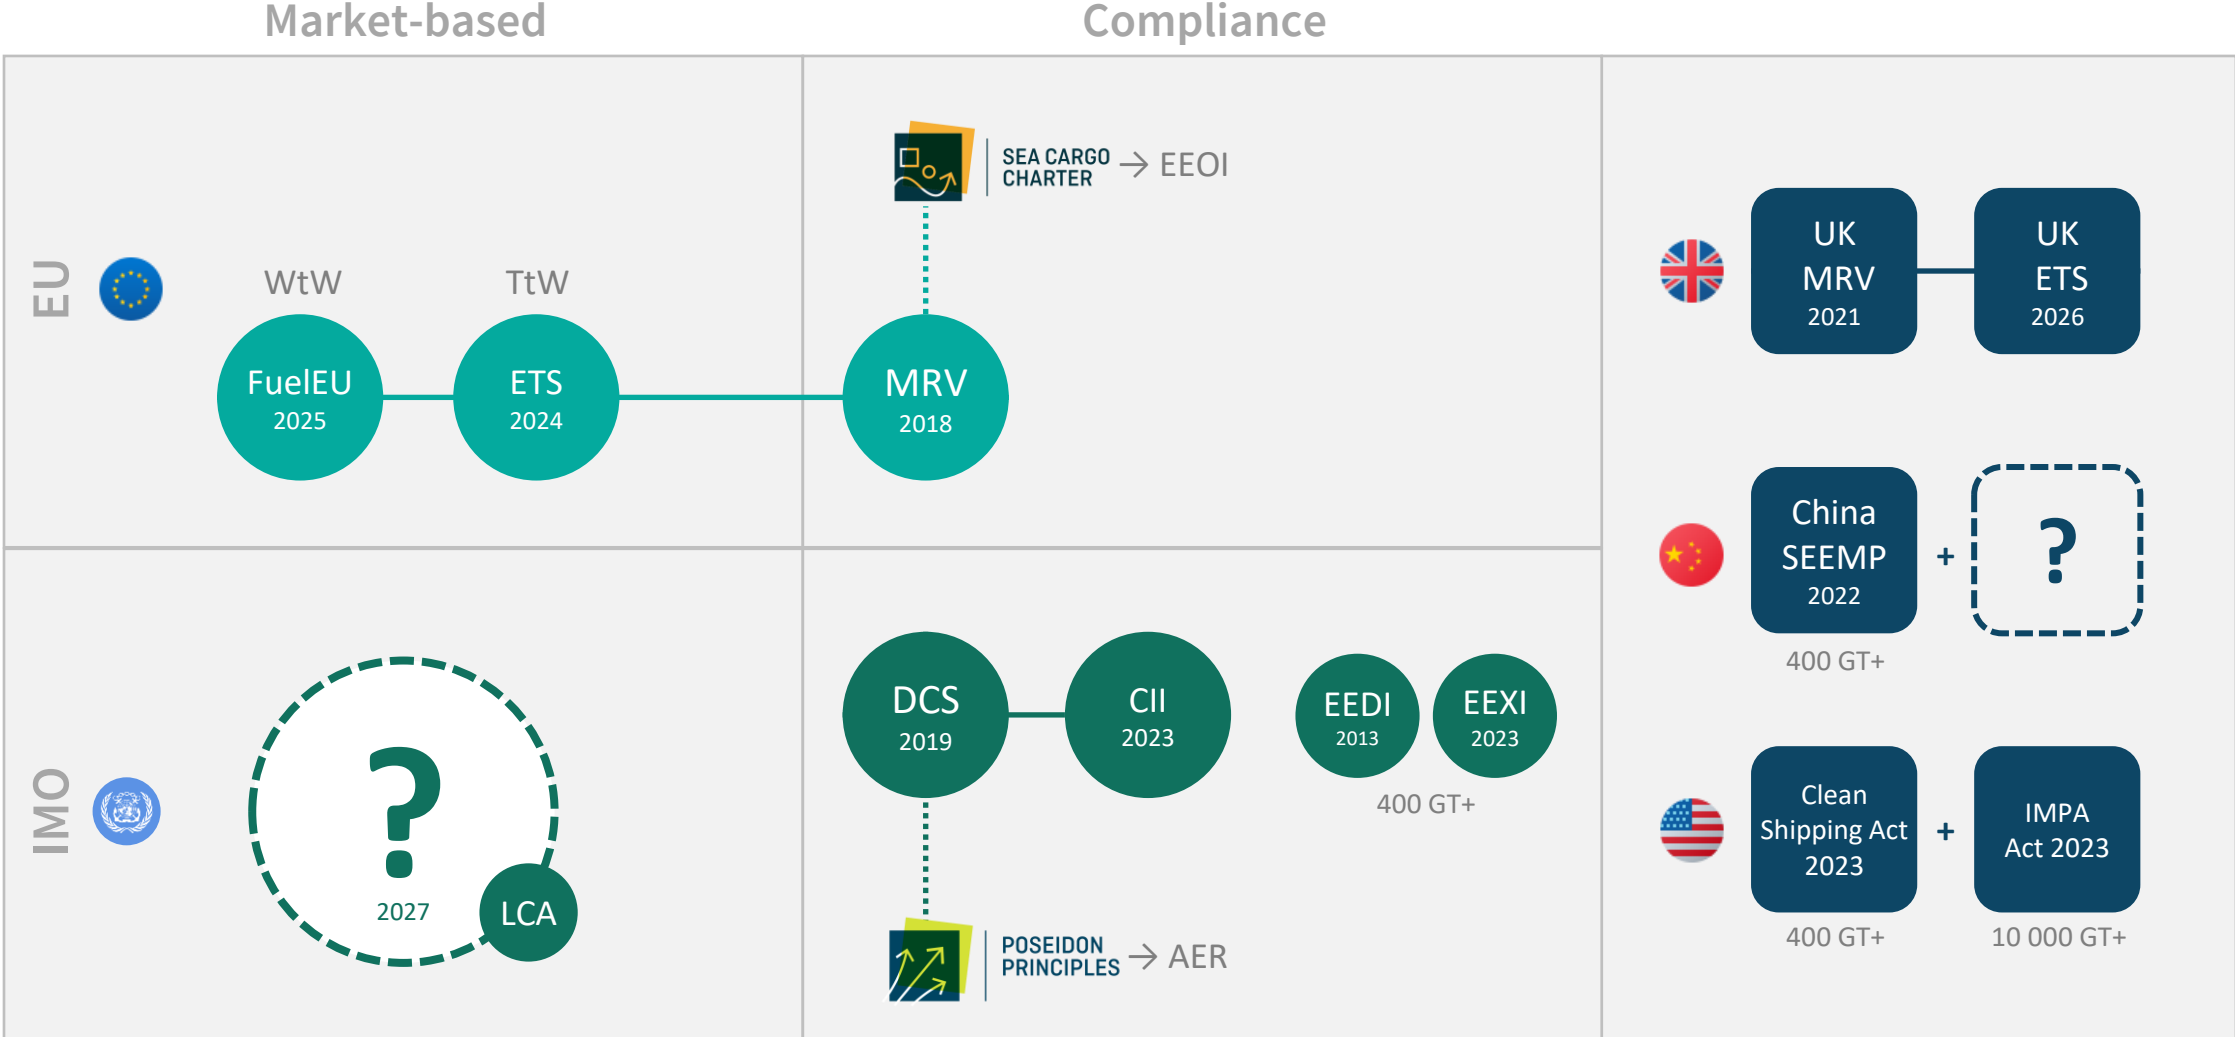 Market-based
Compliance
EU
WtW
TtW
FuelEU
2025
ETS
2024
SEA CARGO
CHARTER
→ EEOI
MRV
2018
IMO
?
2027
LCA
DCS
2019
CII
2023
EEDI
2013
EEXI
2023
400 GT+
POSEIDON
PRINCIPLES
→ AER
UK
MRV
2021
UK
ETS
2026
China
SEEMP
2022
+
?
400 GT+
Clean
Shipping Act
2023
+
IMPA
Act 2023
400 GT+
10 000 GT+